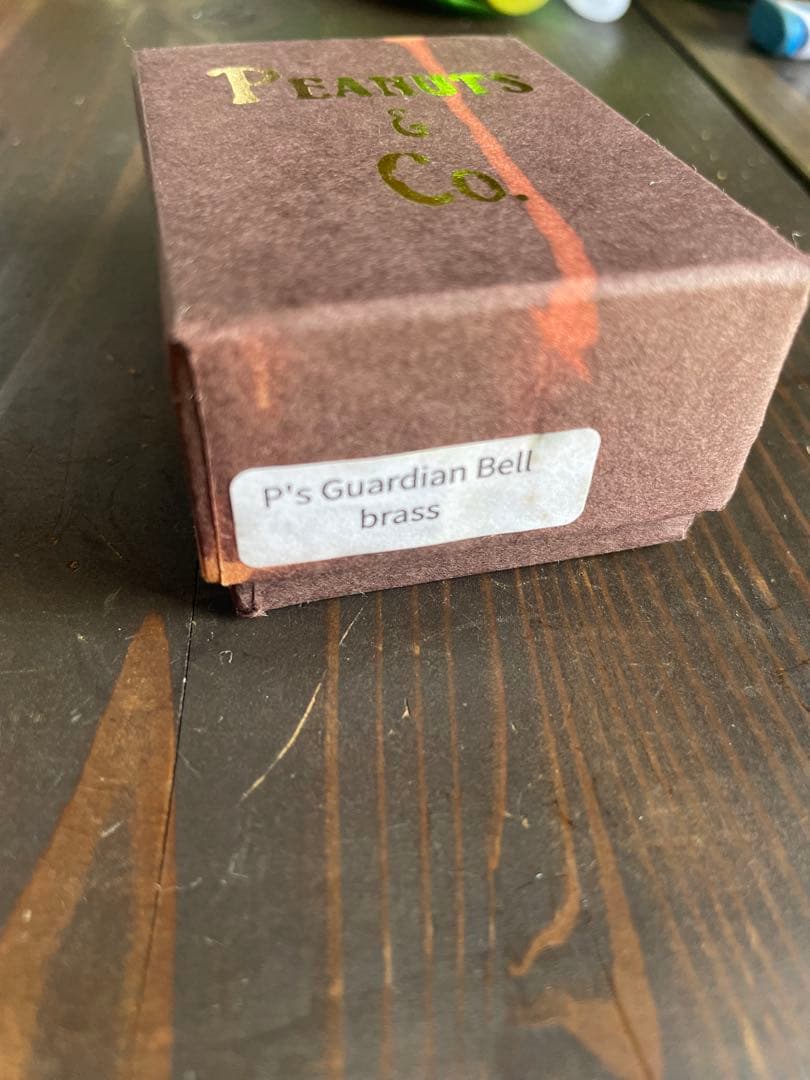 PEANUTS
&
Co.
P's Guardian Bell
brass